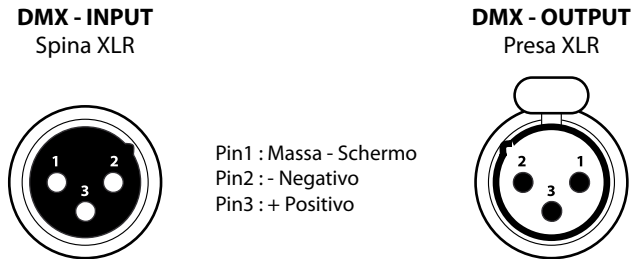 DMX - INPUT
Spina XLR
DMX - OUTPUT
Presa XLR
1 2
3
Pin1 : Massa - Schermo
Pin2 : - Negativo
Pin3 : + Positivo
2 1
3